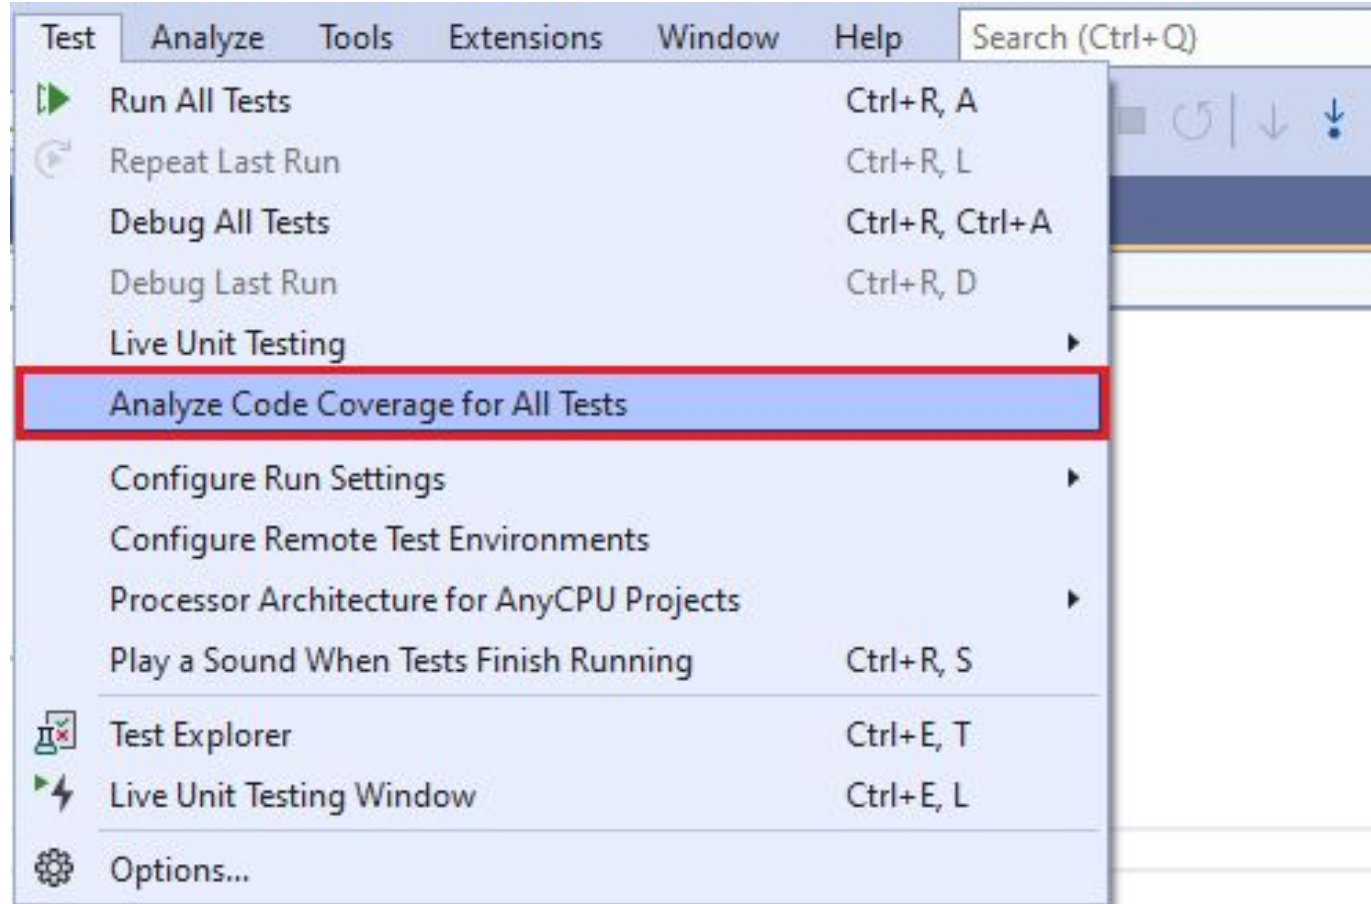 Test Analyze Tools Extensions Window Help Search (Ctrl+Q)
Run All Tests Ctrl+R, A
Repeat Last Run Ctrl+R, L
Debug All Tests Ctrl+R, Ctrl+A
Debug Last Run Ctrl+R, D
Live Unit Testing
Analyze Code Coverage for All Tests
Configure Run Settings
Configure Remote Test Environments
Processor Architecture for AnyCPU Projects
Play a Sound When Tests Finish Running Ctrl+R, S
Test Explorer Ctrl+E, T
Live Unit Testing Window Ctrl+E, L
Options...